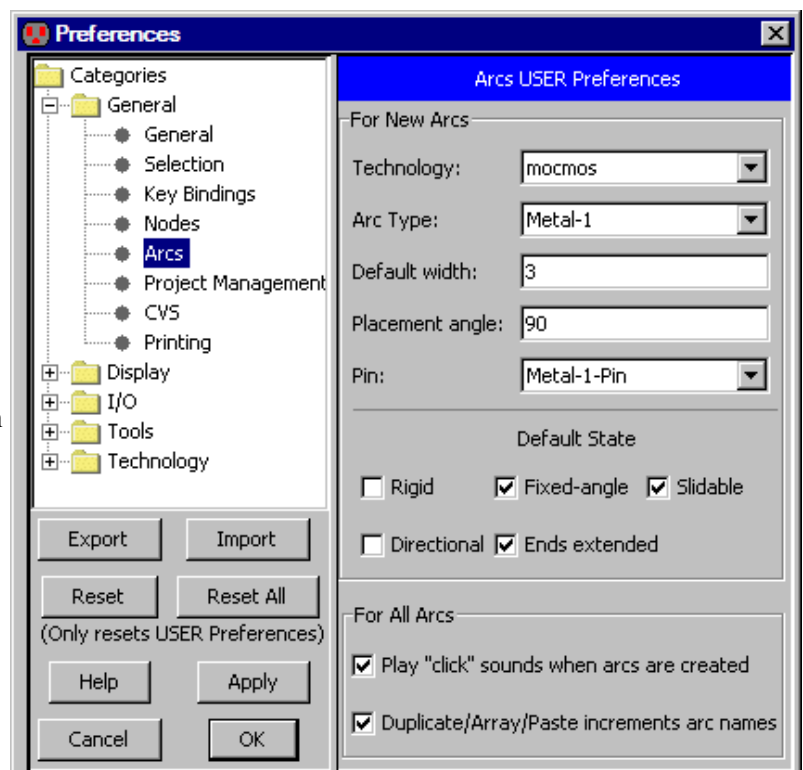 Preferences
Categories
General
General
Selection
Key Bindings
Nodes
Arcs
Project Management
CVS
Printing
Display
I/O
Tools
Technology
Export Import
Reset Reset All
(Only resets USER Preferences)
Help Apply
Cancel OK
Arcs USER Preferences
For New Arcs
Technology: mocmos
Arc Type: Metal-1
Default width: 3
Placement angle: 90
Pin: Metal-1-Pin
Default State
Rigid Fixed-angle Slidable
Directional Ends extended
For All Arcs
Play "click" sounds when arcs are created
Duplicate/Array/Paste increments arc names